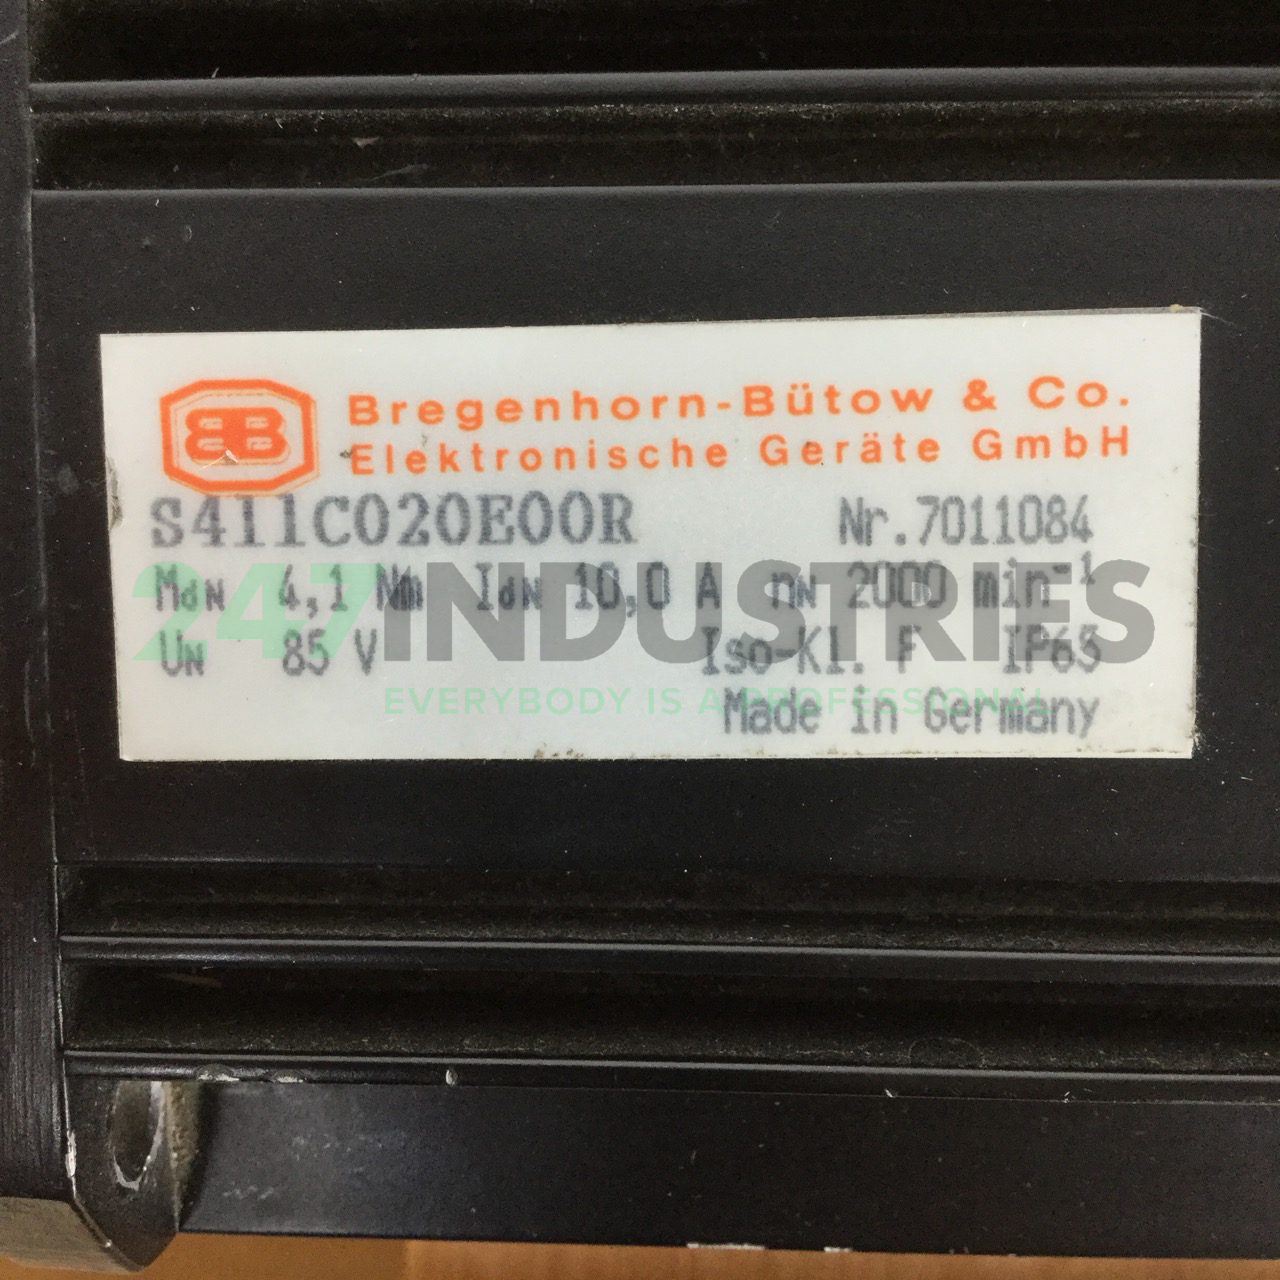 BB Bregenhorn-Bütow & Co.
Elektronische Geräte GmbH
S411C020E00R Nr.7011084
MdN 4,1 Nm IdN 10,0 A nN 2000 min⁻¹
UN 85 V Iso-Kl. F IP65
Made in Germany
247INDUSTRIES
EVERYBODY IS A PROFESSIONAL